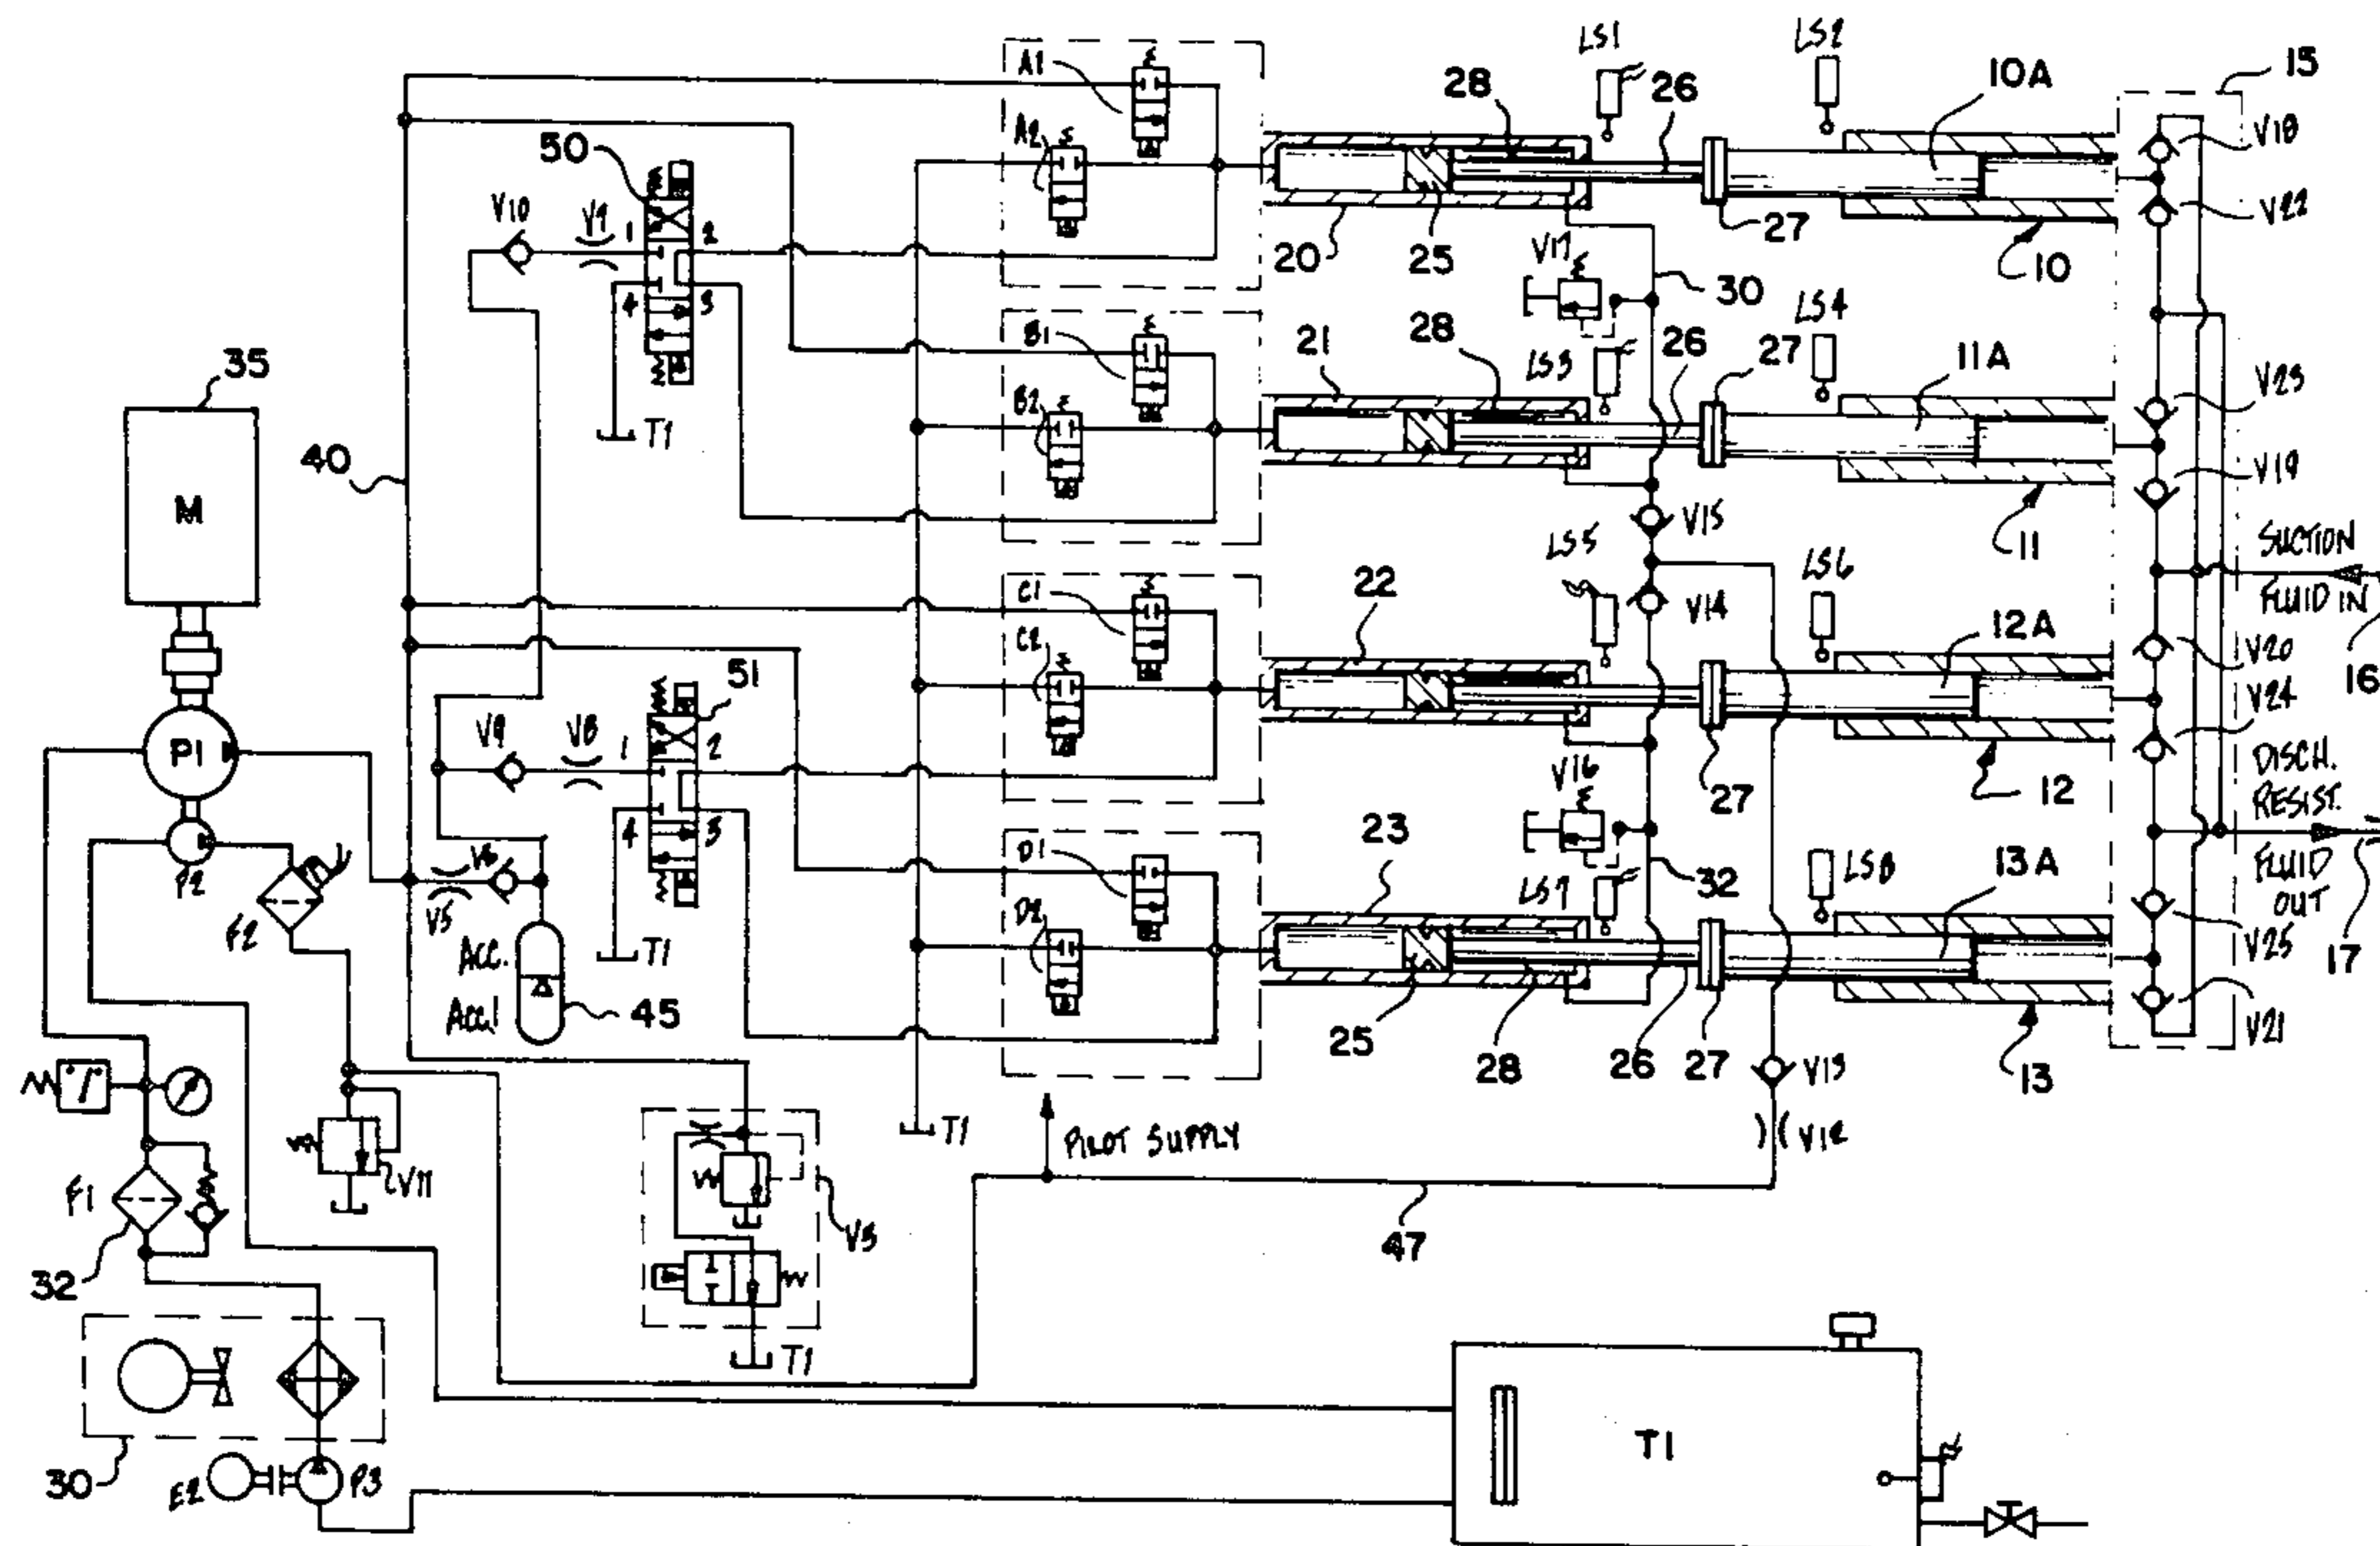 LS1
LS2
15
A1
28
26
10A
V18
A2
50
V10
V7
1
2
V22
20
25
27
10
V17
4
3
30
B1
21
28
LS3
26
27
LS4
11A
V23
35
B2
T1
40
M
V19
V15
11
SUCTION
FLUID IN
LS5
LS6
C1
22
V14
C2
12A
V20
16
51
V9
V8
1
2
V24
P1
DISCH.
RESIST.
FLUID
OUT
V16
27
12
4
3
23
P2
V6
V5
D1
LS7
32
LS8
13A
F2
D2
V25
17
ACC.
ACC.1
T1
45
25
28
26
27
13
V21
V13
T1
PILOT SUPPLY
V12
F1
V11
V3
47
32
T1
30
E2
P3
T1